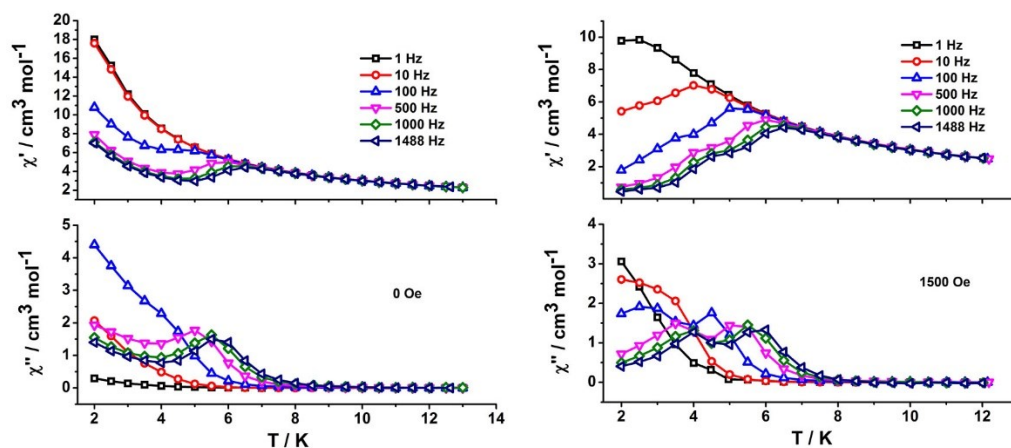 20
18
16
14
12
10
8
6
4
2
χ' / cm³ mol⁻¹
1 Hz
10 Hz
100 Hz
500 Hz
1000 Hz
1488 Hz
10
8
6
4
2
χ' / cm³ mol⁻¹
1 Hz
10 Hz
100 Hz
500 Hz
1000 Hz
1488 Hz
5
4
3
2
1
0
χ" / cm³ mol⁻¹
0 Oe
2 4 6 8 10 12 14
T / K
4
3
2
1
0
χ" / cm³ mol⁻¹
1500 Oe
2 4 6 8 10 12
T / K